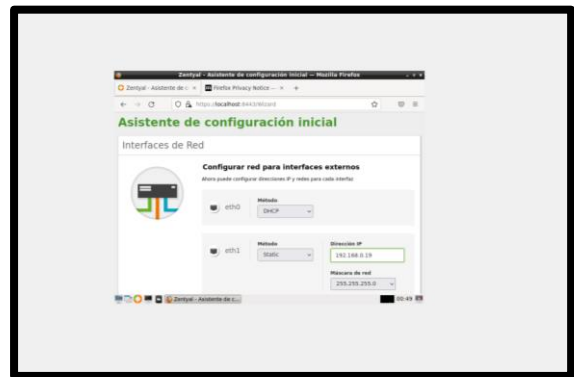 Zentyal - Asistente de configuración inicial — Mozilla Firefox
Zentyal - Asistente de c
Firefox Privacy Notice —
https://localhost:8443/wizard
Asistente de configuración inicial
Interfaces de Red
Configurar red para interfaces externos
Ahora puede configurar direcciones IP y redes para cada interfaz
eth0
Método
DHCP
eth1
Método
Static
Dirección IP
192.168.0.19
Máscara de red
255.255.255.0
Zentyal - Asistente de c...